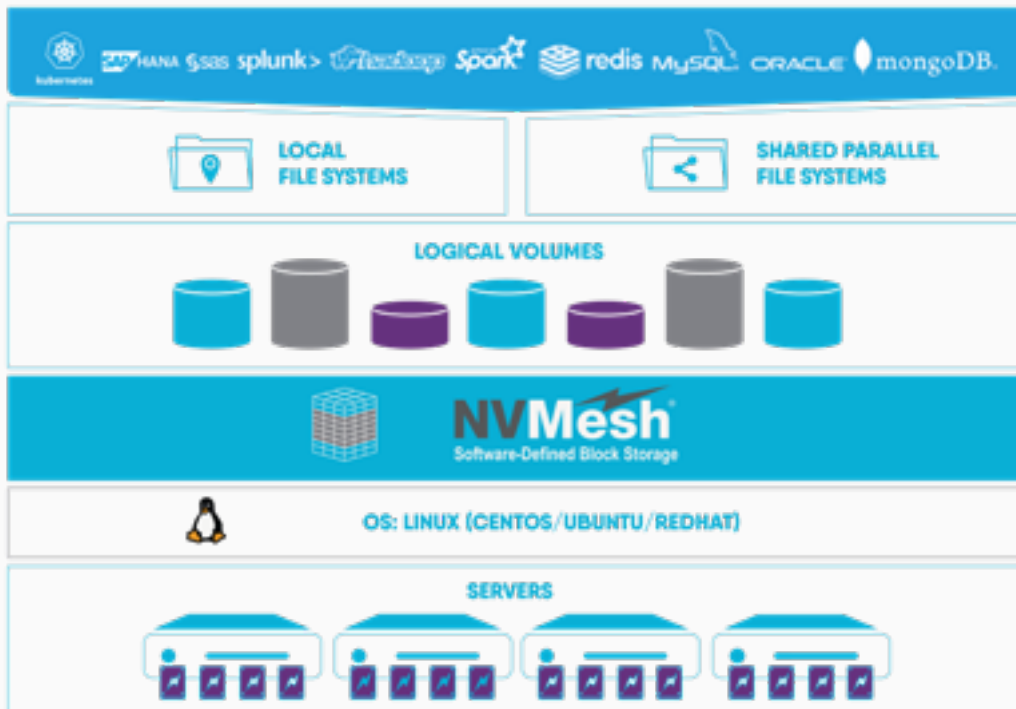 kubernetes
SAP HANA
sas
splunk>
hadoop
Spark
redis
MySQL
ORACLE
mongoDB.
LOCAL
FILE SYSTEMS
SHARED PARALLEL
FILE SYSTEMS
LOGICAL VOLUMES
NVMesh®
Software-Defined Block Storage
OS: LINUX (CENTOS/UBUNTU/REDHAT)
SERVERS